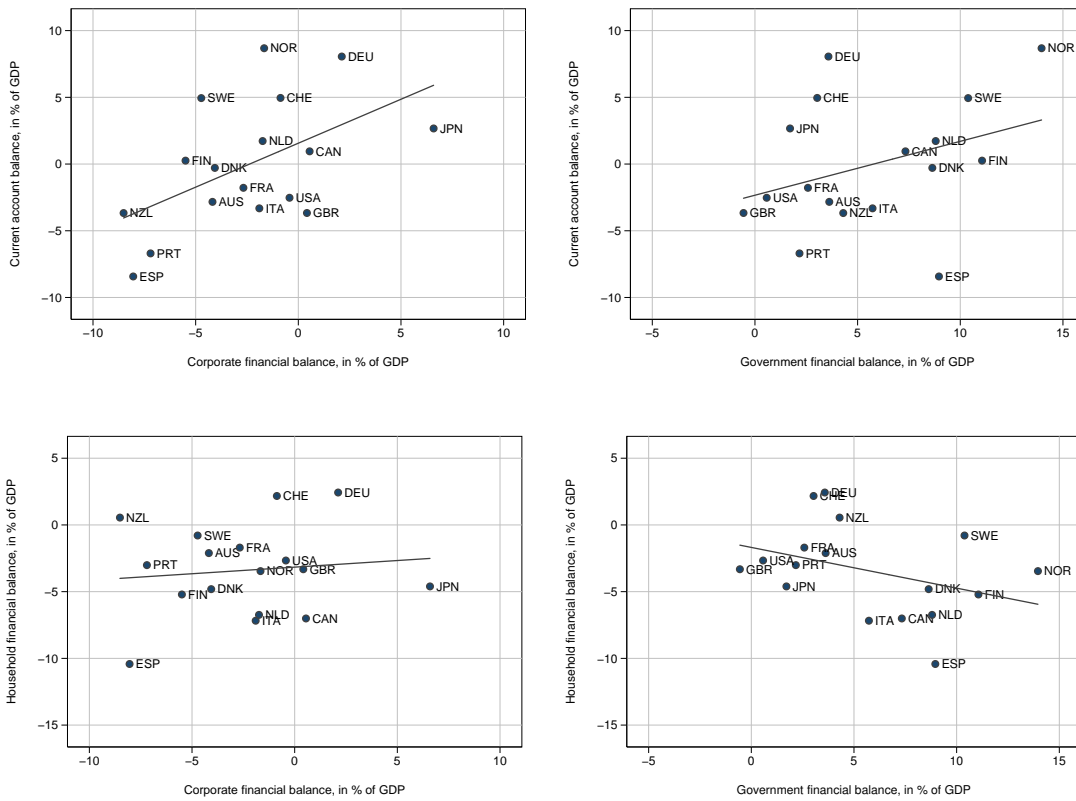 10
5
0
−5
−10
Current account balance, in % of GDP
NOR
DEU
SWE
CHE
JPN
NLD
CAN
FIN
DNK
FRA
AUS
USA
ITA
GBR
NZL
PRT
ESP
−10 −5 0 5 10
Corporate financial balance, in % of GDP
10
5
0
−5
−10
Current account balance, in % of GDP
NOR
DEU
CHE
SWE
JPN
NLD
CAN
FIN
DNK
FRA
USA
AUS
GBR
NZL
ITA
PRT
ESP
−5 0 5 10 15
Government financial balance, in % of GDP
5
0
−5
−10
−15
Household financial balance, in % of GDP
DEU
CHE
NZL
SWE
FRA
AUS
USA
PRT
NOR
GBR
DNK
JPN
FIN
NLD
CAN
ITA
ESP
−10 −5 0 5 10
Corporate financial balance, in % of GDP
5
0
−5
−10
−15
Household financial balance, in % of GDP
DEU
CHE
NZL
SWE
FRA
AUS
USA
PRT
GBR
NOR
JPN
DNK
FIN
NLD
CAN
ITA
ESP
−5 0 5 10 15
Government financial balance, in % of GDP